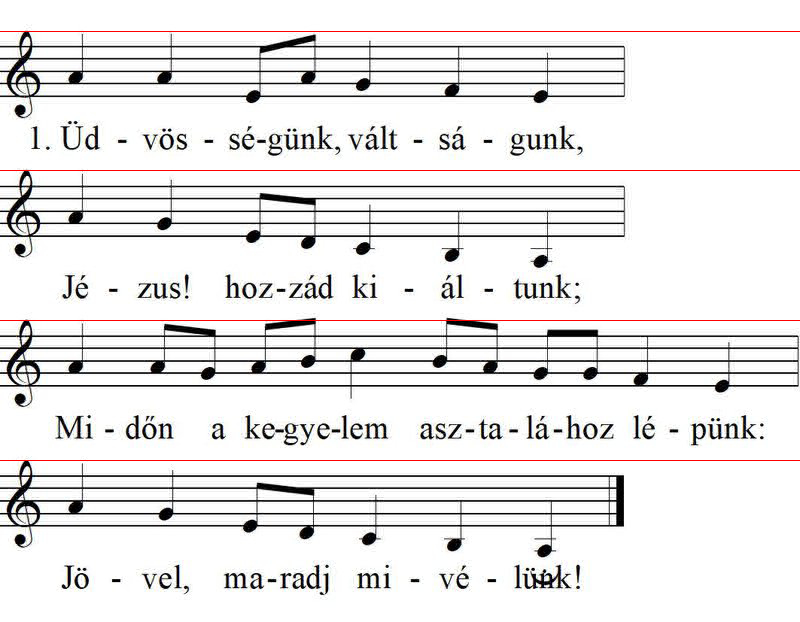 1. Üd - vös - sé-günk, vált - sá - gunk,
Jé - zus! hoz-zád ki - ál - tunk;
Mi - dőn a ke-gye-lem asz-ta-lá-hoz lé - pünk:
Jö - vel, ma-radj mi - vé - lünk!